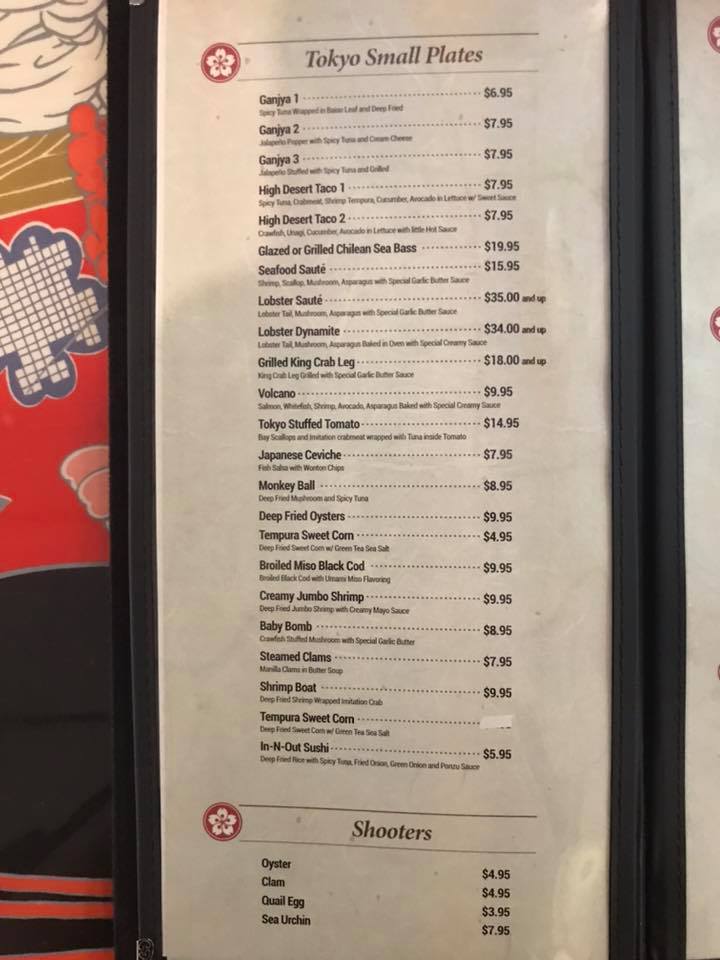 Tokyo Small Plates
Ganjya 1 $6.95
Spicy Tuna Wrapped in Baise Leaf and Deep Fried
Ganjya 2 $7.95
Jalapeño Pepper with Spicy Tuna and Cream Cheese
Ganjya 3 $7.95
Jalapeño Stuffed with Spicy Tuna and Grilled
High Desert Taco 1 $7.95
Spicy Tuna, Crabmeat, Shrimp Tempura, Cucumber, Avocado in Lettuce w/ Sweet Sauce
High Desert Taco 2 $7.95
Crawfish, Unagi, Cucumber, Avocado in Lettuce with little Hot Sauce
Glazed or Grilled Chilean Sea Bass $19.95
Seafood Sauté $15.95
Shrimp, Scallop, Mushroom, Asparagus with Special Garlic Butter Sauce
Lobster Sauté $35.00 and up
Lobster Tail, Mushroom, Asparagus with Special Garlic Butter Sauce
Lobster Dynamite $34.00 and up
Lobster Tail, Mushroom, Asparagus Baked in Oven with Special Creamy Sauce
Grilled King Crab Leg $18.00 and up
King Crab Leg Grilled with Special Garlic Butter Sauce
Volcano $9.95
Salmon, Whitefish, Shrimp, Avocado, Asparagus Baked with Special Creamy Sauce
Tokyo Stuffed Tomato $14.95
Bay Scallops and Imitation crabmeat wrapped with Tuna inside Tomato
Japanese Ceviche $7.95
Fish Salsa with Wonton Chips
Monkey Ball $8.95
Deep Fried Mushroom and Spicy Tuna
Deep Fried Oysters $9.95
Tempura Sweet Corn $4.95
Deep Fried Sweet Corn w/ Green Tea Sea Salt
Broiled Miso Black Cod $9.95
Broiled Black Cod with Umami Miso Flavoring
Creamy Jumbo Shrimp $9.95
Deep Fried Jumbo Shrimp with Creamy Mayo Sauce
Baby Bomb $8.95
Crawfish Stuffed Mushroom with Special Garlic Butter
Steamed Clams $7.95
Manilla Clams in Butter Soup
Shrimp Boat $9.95
Deep Fried Shrimp Wrapped Imitation Crab
Tempura Sweet Corn
Deep Fried Sweet Corn w/ Green Tea Sea Salt
In-N-Out Sushi $5.95
Deep Fried Rice with Spicy Tuna, Fried Onion, Green Onion and Ponzu Sauce
Shooters
Oyster $4.95
Clam $4.95
Quail Egg $3.95
Sea Urchin $7.95